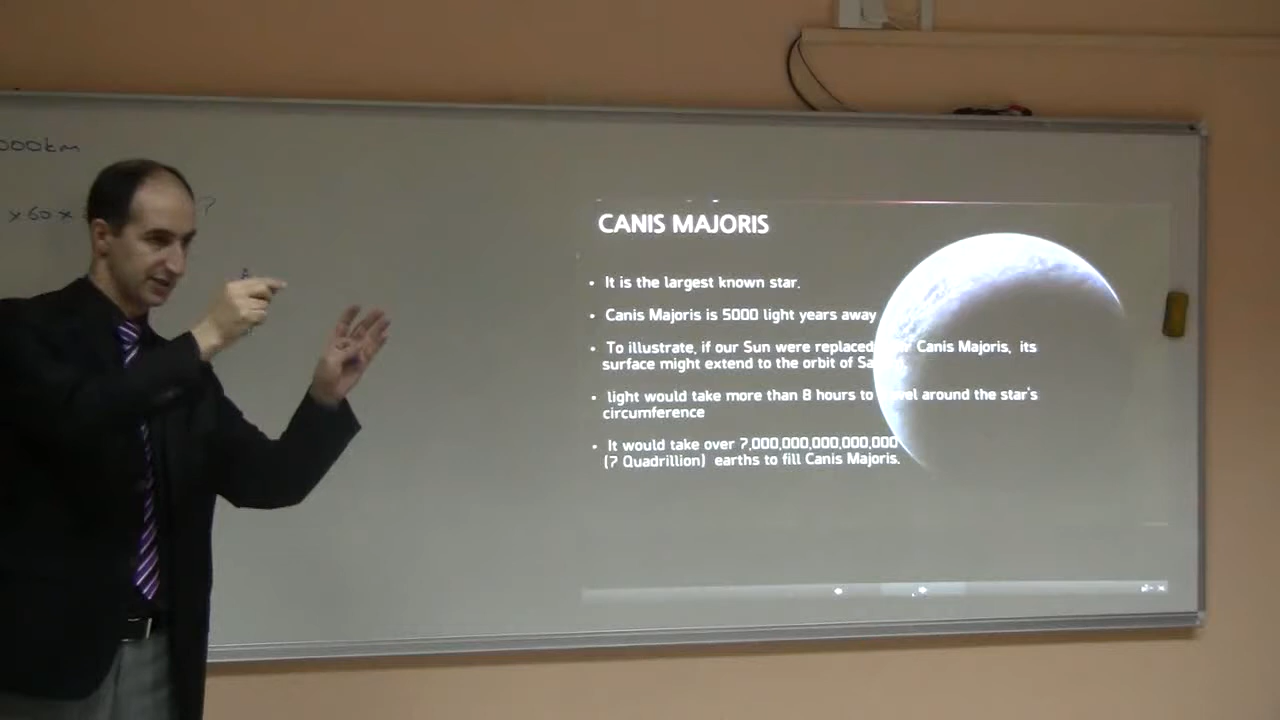 000km
x 60 x ?
CANIS MAJORIS
• It is the largest known star.
• Canis Majoris is 5000 light years away
• To illustrate, if our Sun were replaced Canis Majoris, its
surface might extend to the orbit of
• light would take more than 8 hours to travel around the star's
circumference
• It would take over 7,000,000,000,000,000
(7 Quadrillion) earths to fill Canis Majoris.